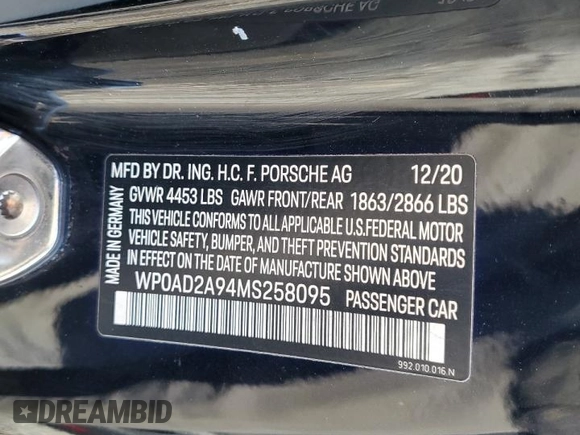 MFD BY DR. ING. H.C. F. PORSCHE AG 12/20
GVWR 4453 LBS GAWR FRONT/REAR 1863/2866 LBS
THIS VEHICLE CONFORMS TO ALL APPLICABLE U.S.FEDERAL MOTOR
VEHICLE SAFETY, BUMPER, AND THEFT PREVENTION STANDARDS
IN EFFECT ON THE DATE OF MANUFACTURE SHOWN ABOVE
WP0AD2A94MS258095 PASSENGER CAR
MADE IN GERMANY
992.010.016.N
DREAMBID